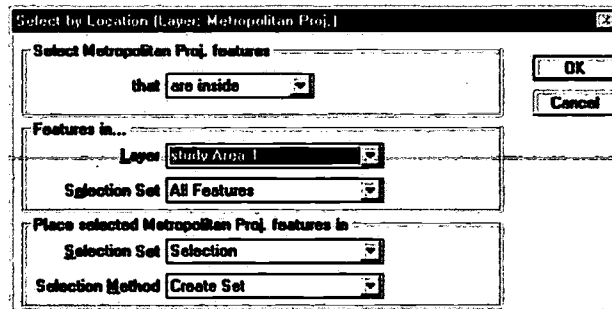 Select by Location (Layer: Metropolitan Proj.)
Select Metropolitan Proj. features
that are inside
OK
Cancel
Features in...
Layer study Area 1
Selection Set All Features
Place selected Metropolitan Proj. features in
Selection Set Selection
Selection Method Create Set